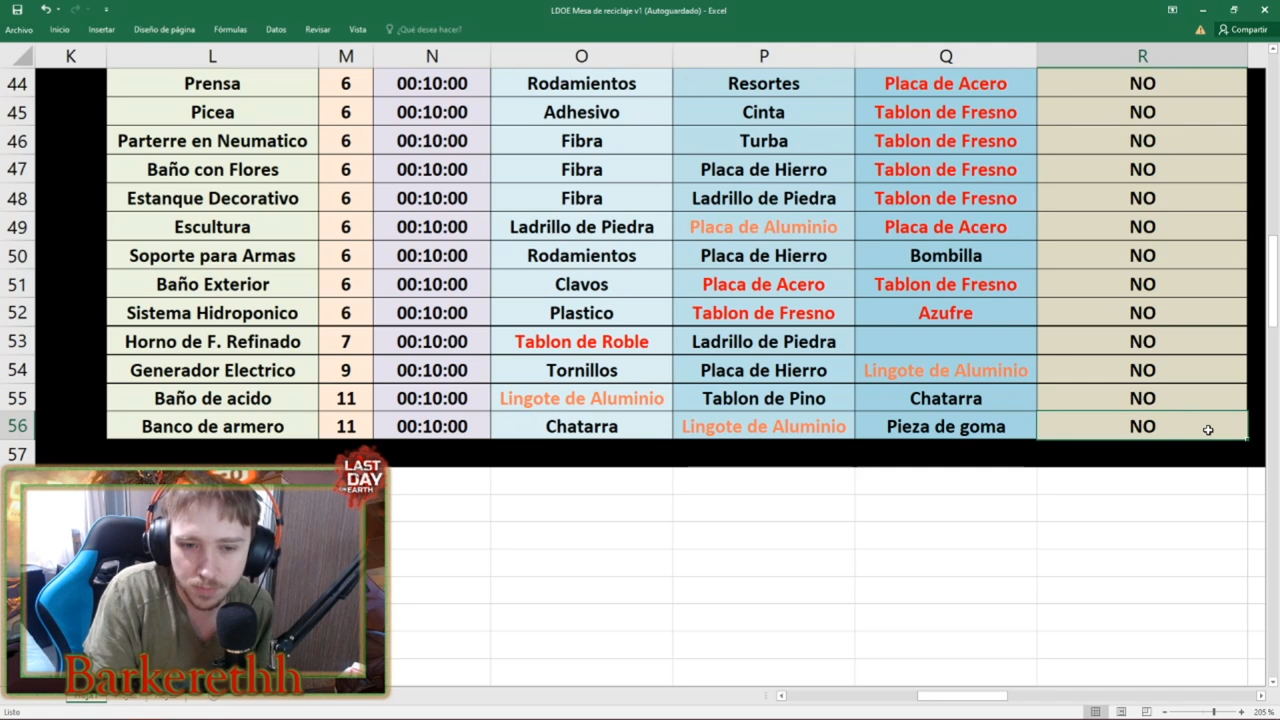 LDOE Mesa de reciclaje v1 (Autoguardado) - Excel
Archivo Inicio Insertar Diseño de página Fórmulas Datos Revisar Vista ¿Qué desea hacer? Compartir
K L M N O P Q R
44 Prensa 6 00:10:00 Rodamientos Resortes Placa de Acero NO
45 Picea 6 00:10:00 Adhesivo Cinta Tablon de Fresno NO
46 Parterre en Neumatico 6 00:10:00 Fibra Turba Tablon de Fresno NO
47 Baño con Flores 6 00:10:00 Fibra Placa de Hierro Tablon de Fresno NO
48 Estanque Decorativo 6 00:10:00 Fibra Ladrillo de Piedra Tablon de Fresno NO
49 Escultura 6 00:10:00 Ladrillo de Piedra Placa de Aluminio Placa de Acero NO
50 Soporte para Armas 6 00:10:00 Rodamientos Placa de Hierro Bombilla NO
51 Baño Exterior 6 00:10:00 Clavos Placa de Acero Tablon de Fresno NO
52 Sistema Hidroponico 6 00:10:00 Plastico Tablon de Fresno Azufre NO
53 Horno de F. Refinado 7 00:10:00 Tablon de Roble Ladrillo de Piedra NO
54 Generador Electrico 9 00:10:00 Tornillos Placa de Hierro Lingote de Aluminio NO
55 Baño de acido 11 00:10:00 Lingote de Aluminio Tablon de Pino Chatarra NO
56 Banco de armero 11 00:10:00 Chatarra Lingote de Aluminio Pieza de goma NO
57
LAST
DAY
ON EARTH
Barkerethh
Listo 205 %